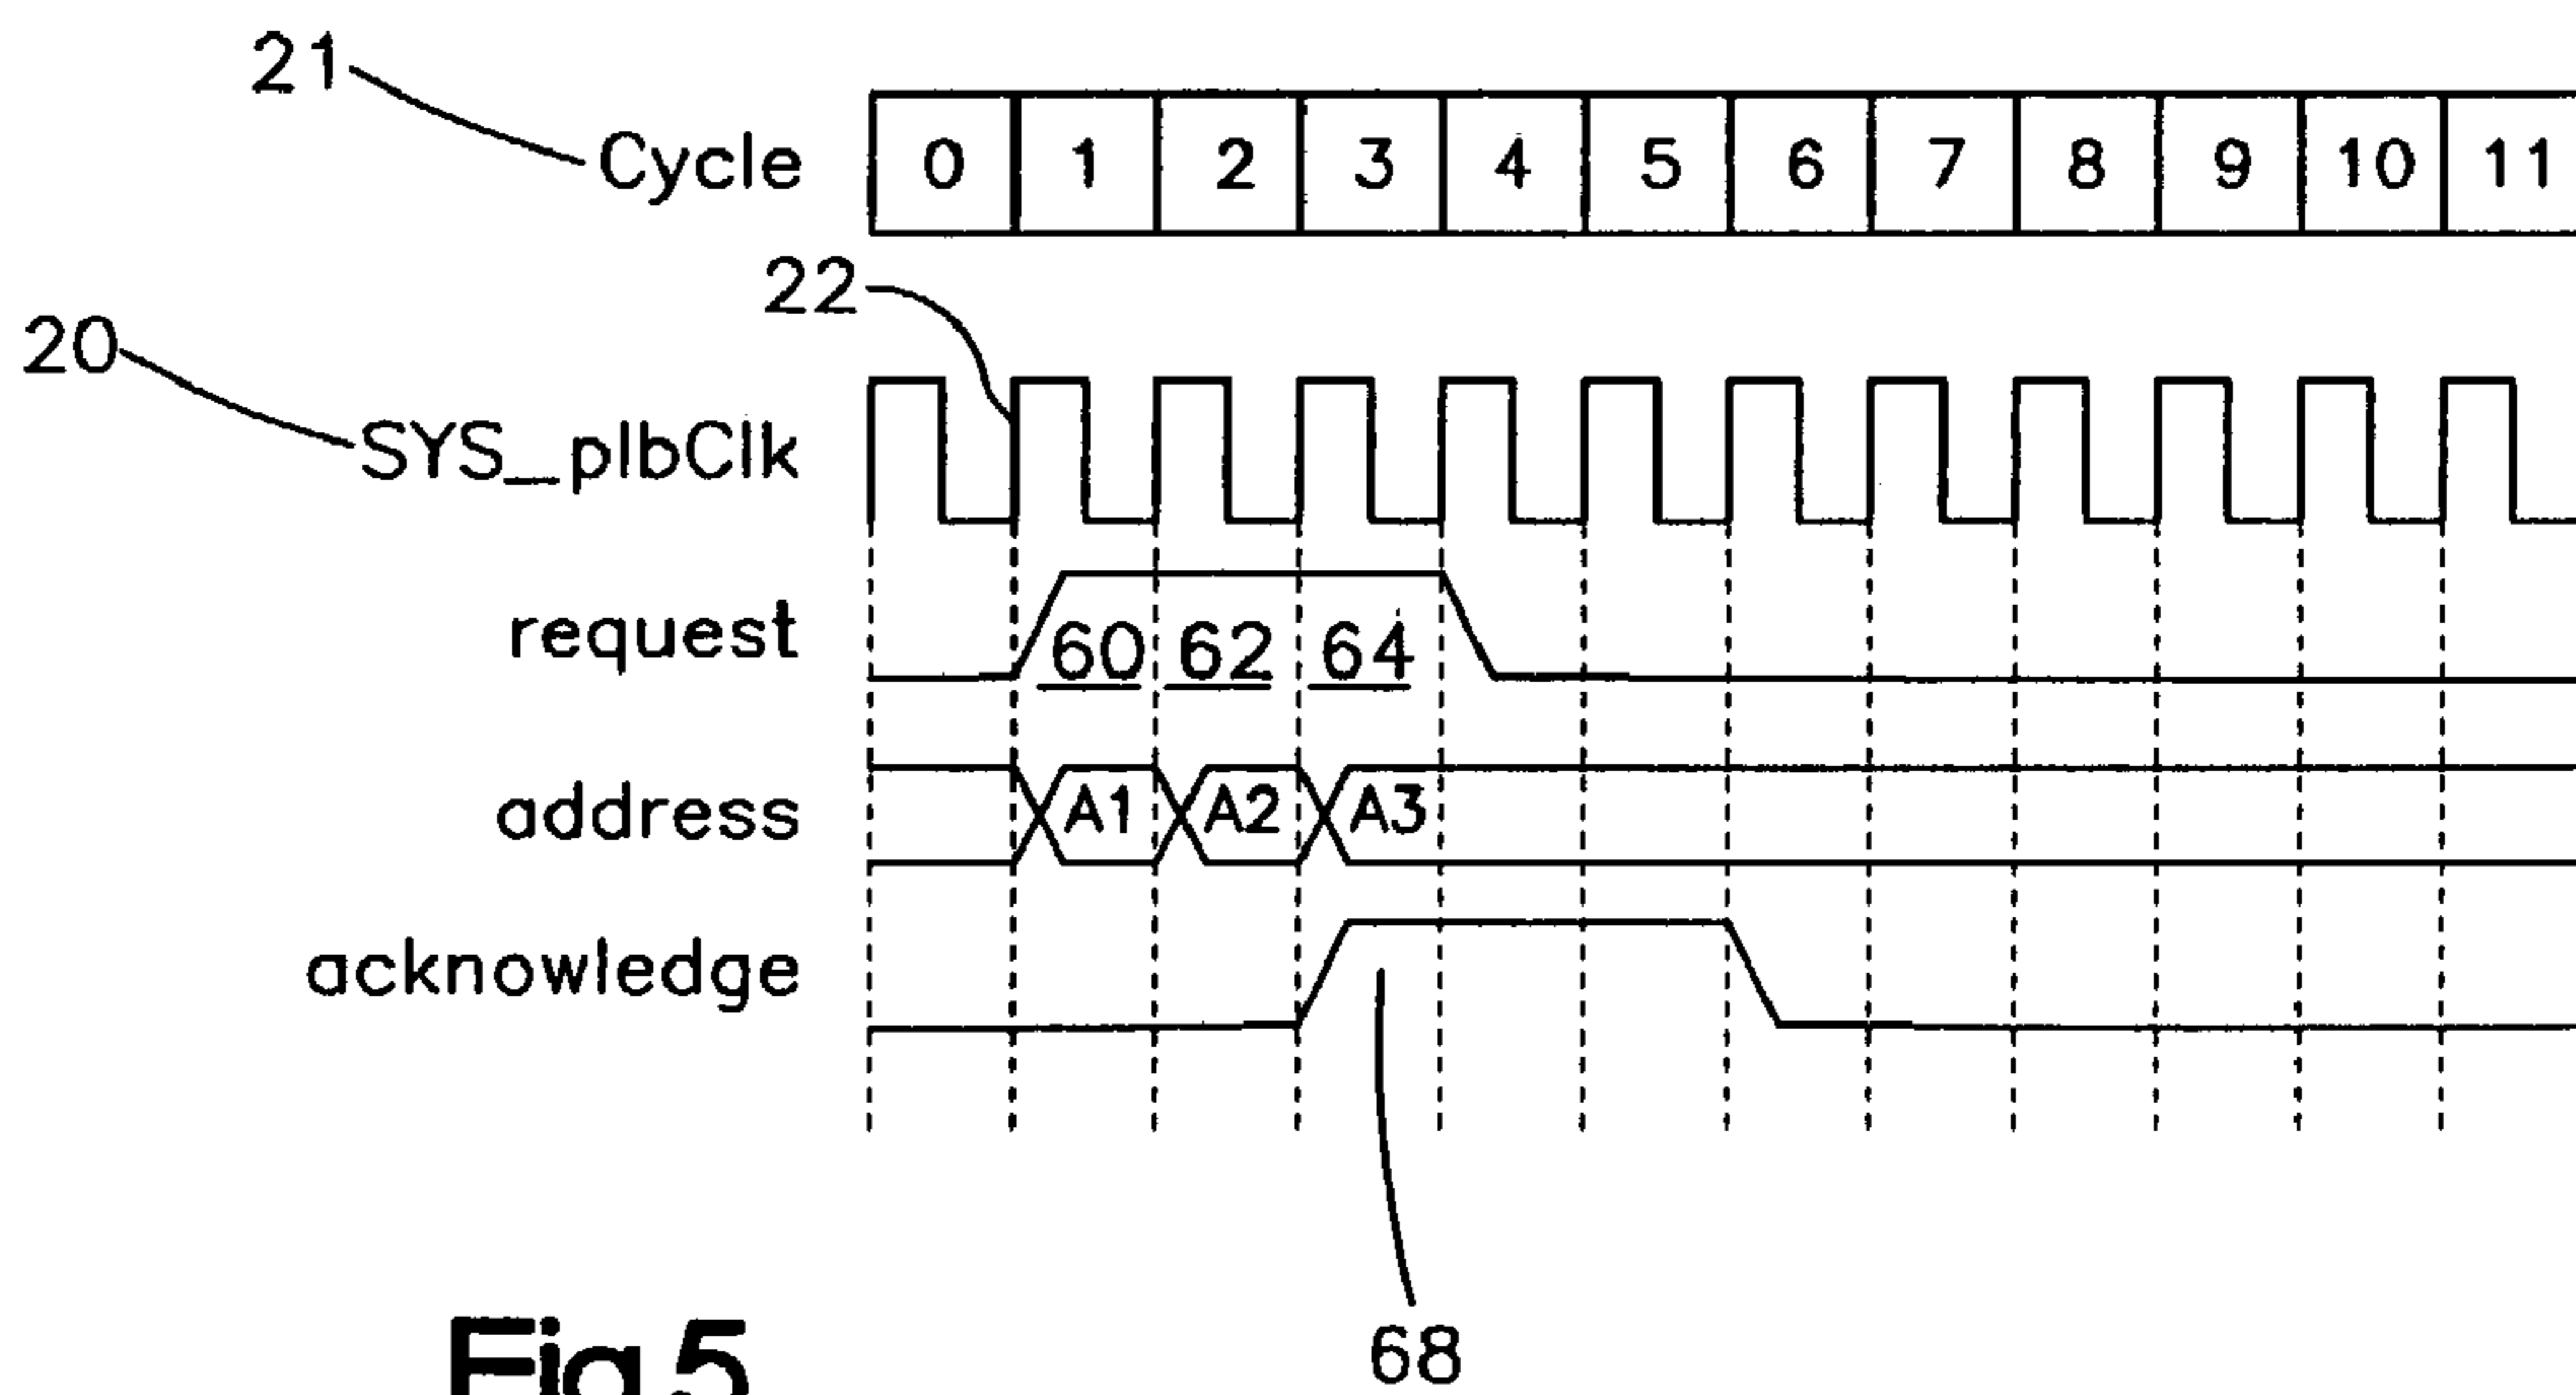 21
Cycle 0 1 2 3 4 5 6 7 8 9 10 11
22
20
SYS_plbClk
request 60 62 64
address A1 A2 A3
acknowledge
68
Fig.5